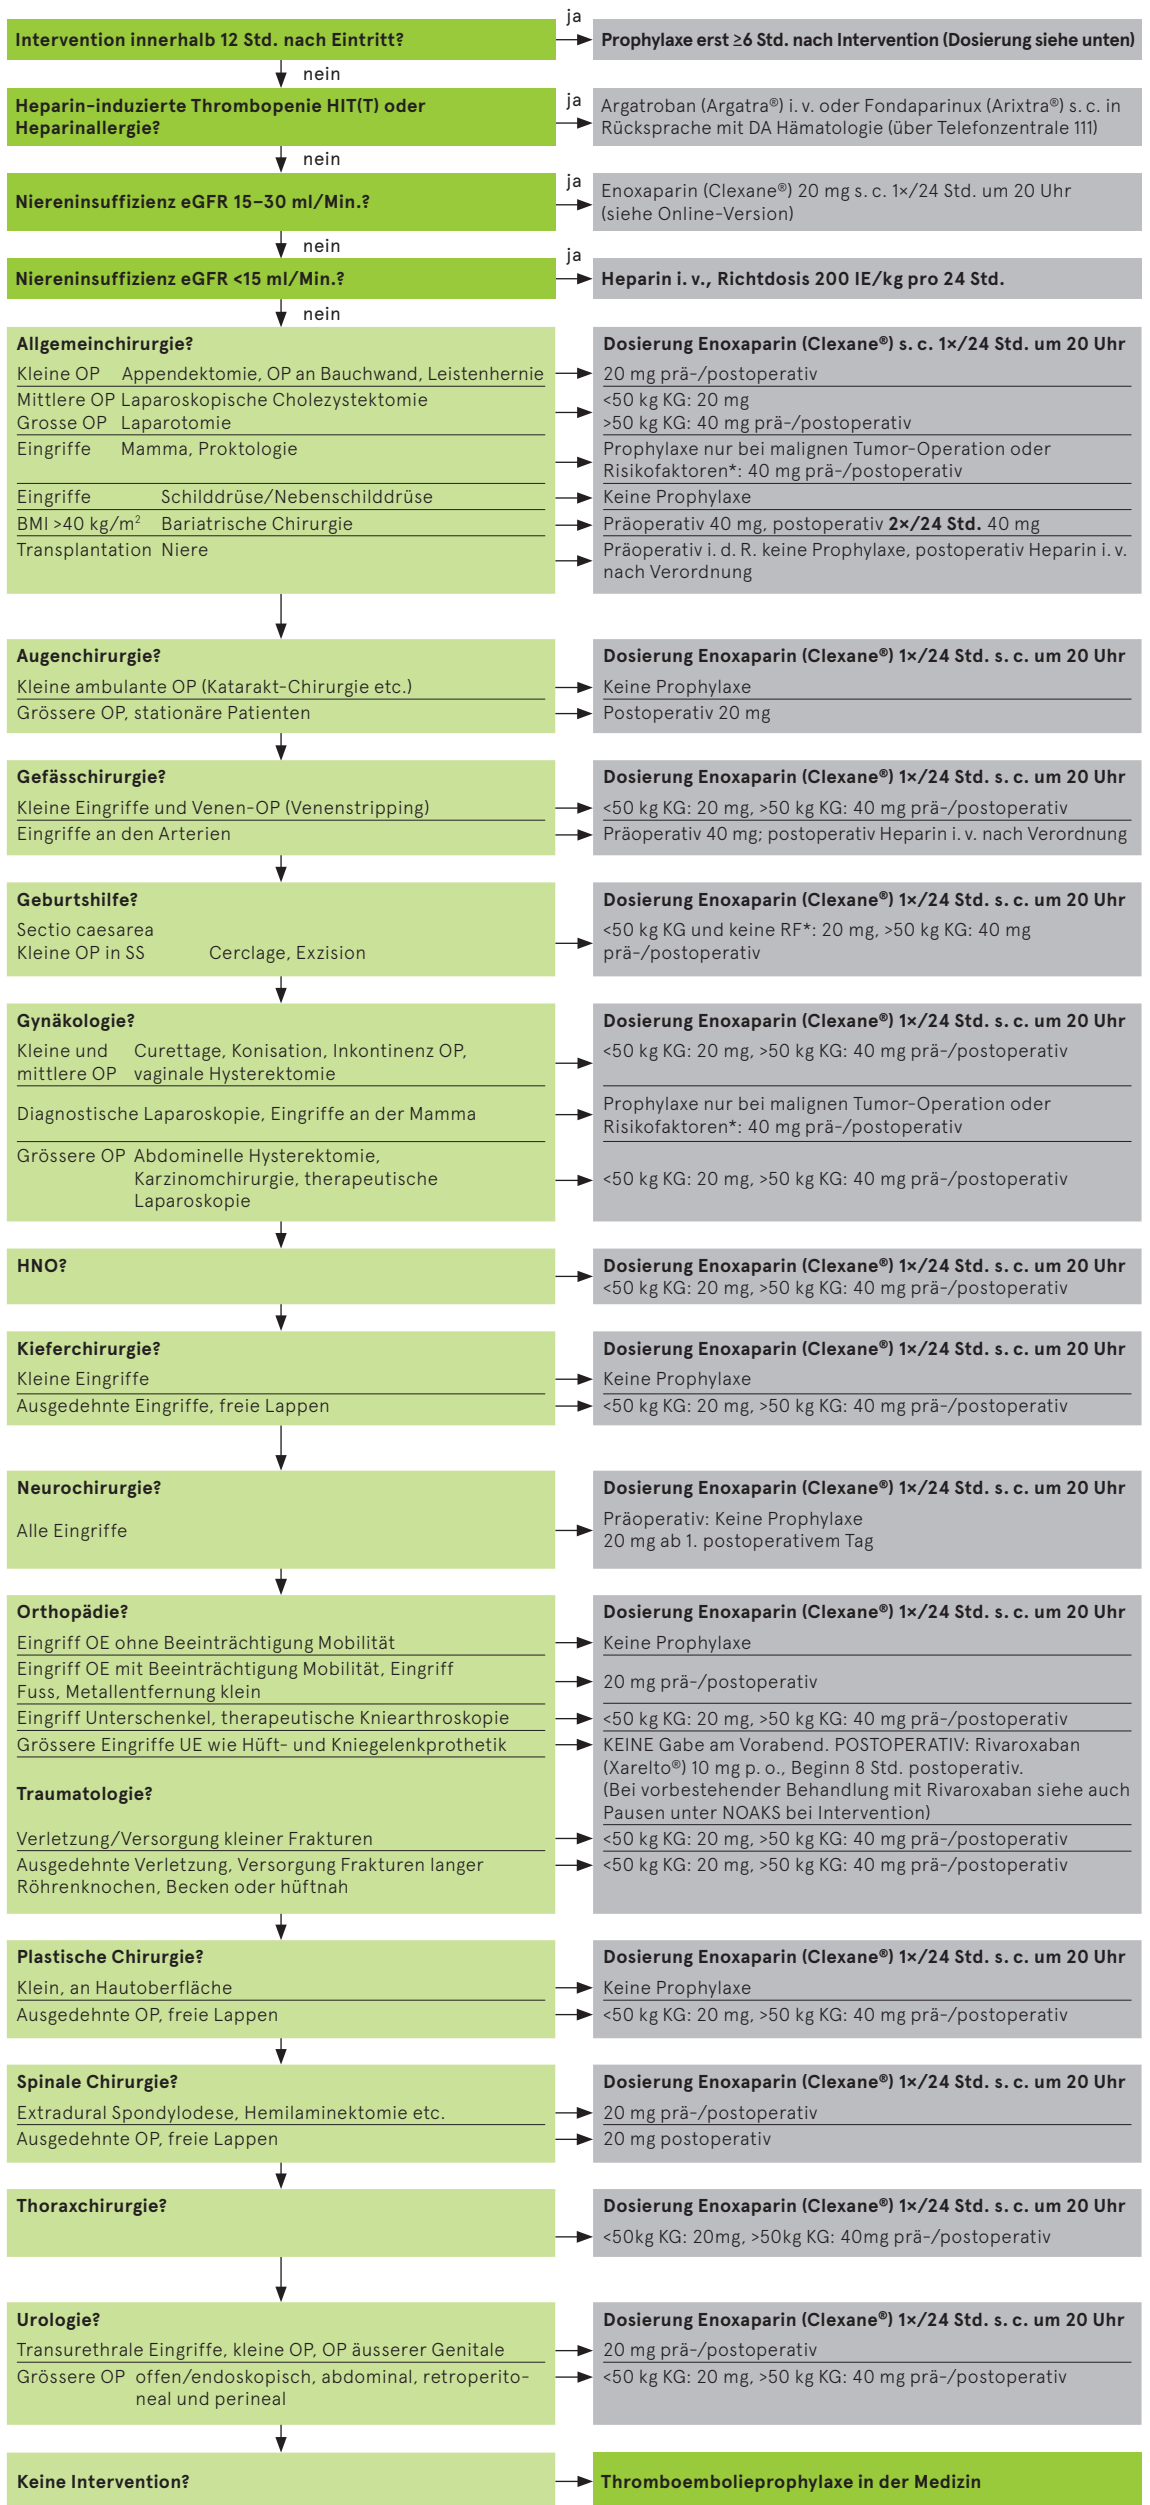 ja
Intervention innerhalb 12 Std. nach Eintritt?
Prophylaxe erst ≥6 Std. nach Intervention (Dosierung siehe unten)
nein
Heparin-induzierte Thrombopenie HIT(T) oder
Heparinallergie?
ja
Argatroban (Argatra®) i. v. oder Fondaparinux (Arixtra®) s. c. in
Rücksprache mit DA Hämatologie (über Telefonzentrale 111)
nein
Niereninsuffizienz eGFR 15–30 ml/Min.?
ja
Enoxaparin (Clexane®) 20 mg s. c. 1×/24 Std. um 20 Uhr
(siehe Online-Version)
nein
Niereninsuffizienz eGFR <15 ml/Min.?
ja
Heparin i. v., Richtdosis 200 IE/kg pro 24 Std.
nein
Allgemeinchirurgie?
Dosierung Enoxaparin (Clexane®) s. c. 1×/24 Std. um 20 Uhr
Kleine OP Appendektomie, OP an Bauchwand, Leistenhernie
20 mg prä-/postoperativ
Mittlere OP Laparoskopische Cholezystektomie
Grosse OP Laparotomie
<50 kg KG: 20 mg
>50 kg KG: 40 mg prä-/postoperativ
Eingriffe Mamma, Proktologie
Prophylaxe nur bei malignen Tumor-Operation oder
Risikofaktoren*: 40 mg prä-/postoperativ
Eingriffe Schilddrüse/Nebenschilddrüse
Keine Prophylaxe
BMI >40 kg/m² Bariatrische Chirurgie
Präoperativ 40 mg, postoperativ 2×/24 Std. 40 mg
Transplantation Niere
Präoperativ i. d. R. keine Prophylaxe, postoperativ Heparin i. v.
nach Verordnung
Augenchirurgie?
Dosierung Enoxaparin (Clexane®) 1×/24 Std. s. c. um 20 Uhr
Kleine ambulante OP (Katarakt-Chirurgie etc.)
Keine Prophylaxe
Grössere OP, stationäre Patienten
Postoperativ 20 mg
Gefässchirurgie?
Dosierung Enoxaparin (Clexane®) 1×/24 Std. s. c. um 20 Uhr
Kleine Eingriffe und Venen-OP (Venenstripping)
<50 kg KG: 20 mg, >50 kg KG: 40 mg prä-/postoperativ
Eingriffe an den Arterien
Präoperativ 40 mg; postoperativ Heparin i. v. nach Verordnung
Geburtshilfe?
Dosierung Enoxaparin (Clexane®) 1×/24 Std. s. c. um 20 Uhr
Sectio caesarea
Kleine OP in SS Cerclage, Exzision
<50 kg KG und keine RF*: 20 mg, >50 kg KG: 40 mg
prä-/postoperativ
Gynäkologie?
Dosierung Enoxaparin (Clexane®) 1×/24 Std. s. c. um 20 Uhr
Kleine und Curettage, Konisation, Inkontinenz OP,
mittlere OP vaginale Hysterektomie
<50 kg KG: 20 mg, >50 kg KG: 40 mg prä-/postoperativ
Diagnostische Laparoskopie, Eingriffe an der Mamma
Prophylaxe nur bei malignen Tumor-Operation oder
Risikofaktoren*: 40 mg prä-/postoperativ
Grössere OP Abdominelle Hysterektomie,
Karzinomchirurgie, therapeutische
Laparoskopie
<50 kg KG: 20 mg, >50 kg KG: 40 mg prä-/postoperativ
HNO?
Dosierung Enoxaparin (Clexane®) 1×/24 Std. s. c. um 20 Uhr
<50 kg KG: 20 mg, >50 kg KG: 40 mg prä-/postoperativ
Kieferchirurgie?
Dosierung Enoxaparin (Clexane®) 1×/24 Std. s. c. um 20 Uhr
Kleine Eingriffe
Keine Prophylaxe
Ausgedehnte Eingriffe, freie Lappen
<50 kg KG: 20 mg, >50 kg KG: 40 mg prä-/postoperativ
Neurochirurgie?
Dosierung Enoxaparin (Clexane®) 1×/24 Std. s. c. um 20 Uhr
Alle Eingriffe
Präoperativ: Keine Prophylaxe
20 mg ab 1. postoperativem Tag
Orthopädie?
Dosierung Enoxaparin (Clexane®) 1×/24 Std. s. c. um 20 Uhr
Eingriff OE ohne Beeinträchtigung Mobilität
Keine Prophylaxe
Eingriff OE mit Beeinträchtigung Mobilität, Eingriff
Fuss, Metallentfernung klein
20 mg prä-/postoperativ
Eingriff Unterschenkel, therapeutische Kniearthroskopie
<50 kg KG: 20 mg, >50 kg KG: 40 mg prä-/postoperativ
Grössere Eingriffe UE wie Hüft- und Kniegelenkprothetik
KEINE Gabe am Vorabend. POSTOPERATIV: Rivaroxaban
(Xarelto®) 10 mg p. o., Beginn 8 Std. postoperativ.
(Bei vorbestehender Behandlung mit Rivaroxaban siehe auch
Pausen unter NOAKS bei Intervention)
Traumatologie?
Verletzung/Versorgung kleiner Frakturen
<50 kg KG: 20 mg, >50 kg KG: 40 mg prä-/postoperativ
Ausgedehnte Verletzung, Versorgung Frakturen langer
Röhrenknochen, Becken oder hüftnah
<50 kg KG: 20 mg, >50 kg KG: 40 mg prä-/postoperativ
Plastische Chirurgie?
Dosierung Enoxaparin (Clexane®) 1×/24 Std. s. c. um 20 Uhr
Klein, an Hautoberfläche
Keine Prophylaxe
Ausgedehnte OP, freie Lappen
<50 kg KG: 20 mg, >50 kg KG: 40 mg prä-/postoperativ
Spinale Chirurgie?
Dosierung Enoxaparin (Clexane®) 1×/24 Std. s. c. um 20 Uhr
Extradural Spondylodese, Hemilaminektomie etc.
20 mg prä-/postoperativ
Ausgedehnte OP, freie Lappen
20 mg postoperativ
Thoraxchirurgie?
Dosierung Enoxaparin (Clexane®) 1×/24 Std. s. c. um 20 Uhr
<50kg KG: 20mg, >50kg KG: 40mg prä-/postoperativ
Urologie?
Dosierung Enoxaparin (Clexane®) 1×/24 Std. s. c. um 20 Uhr
Transurethrale Eingriffe, kleine OP, OP äusserer Genitale
20 mg prä-/postoperativ
Grössere OP offen/endoskopisch, abdominal, retroperito-
neal und perineal
<50 kg KG: 20 mg, >50 kg KG: 40 mg prä-/postoperativ
Keine Intervention?
Thromboembolieprophylaxe in der Medizin